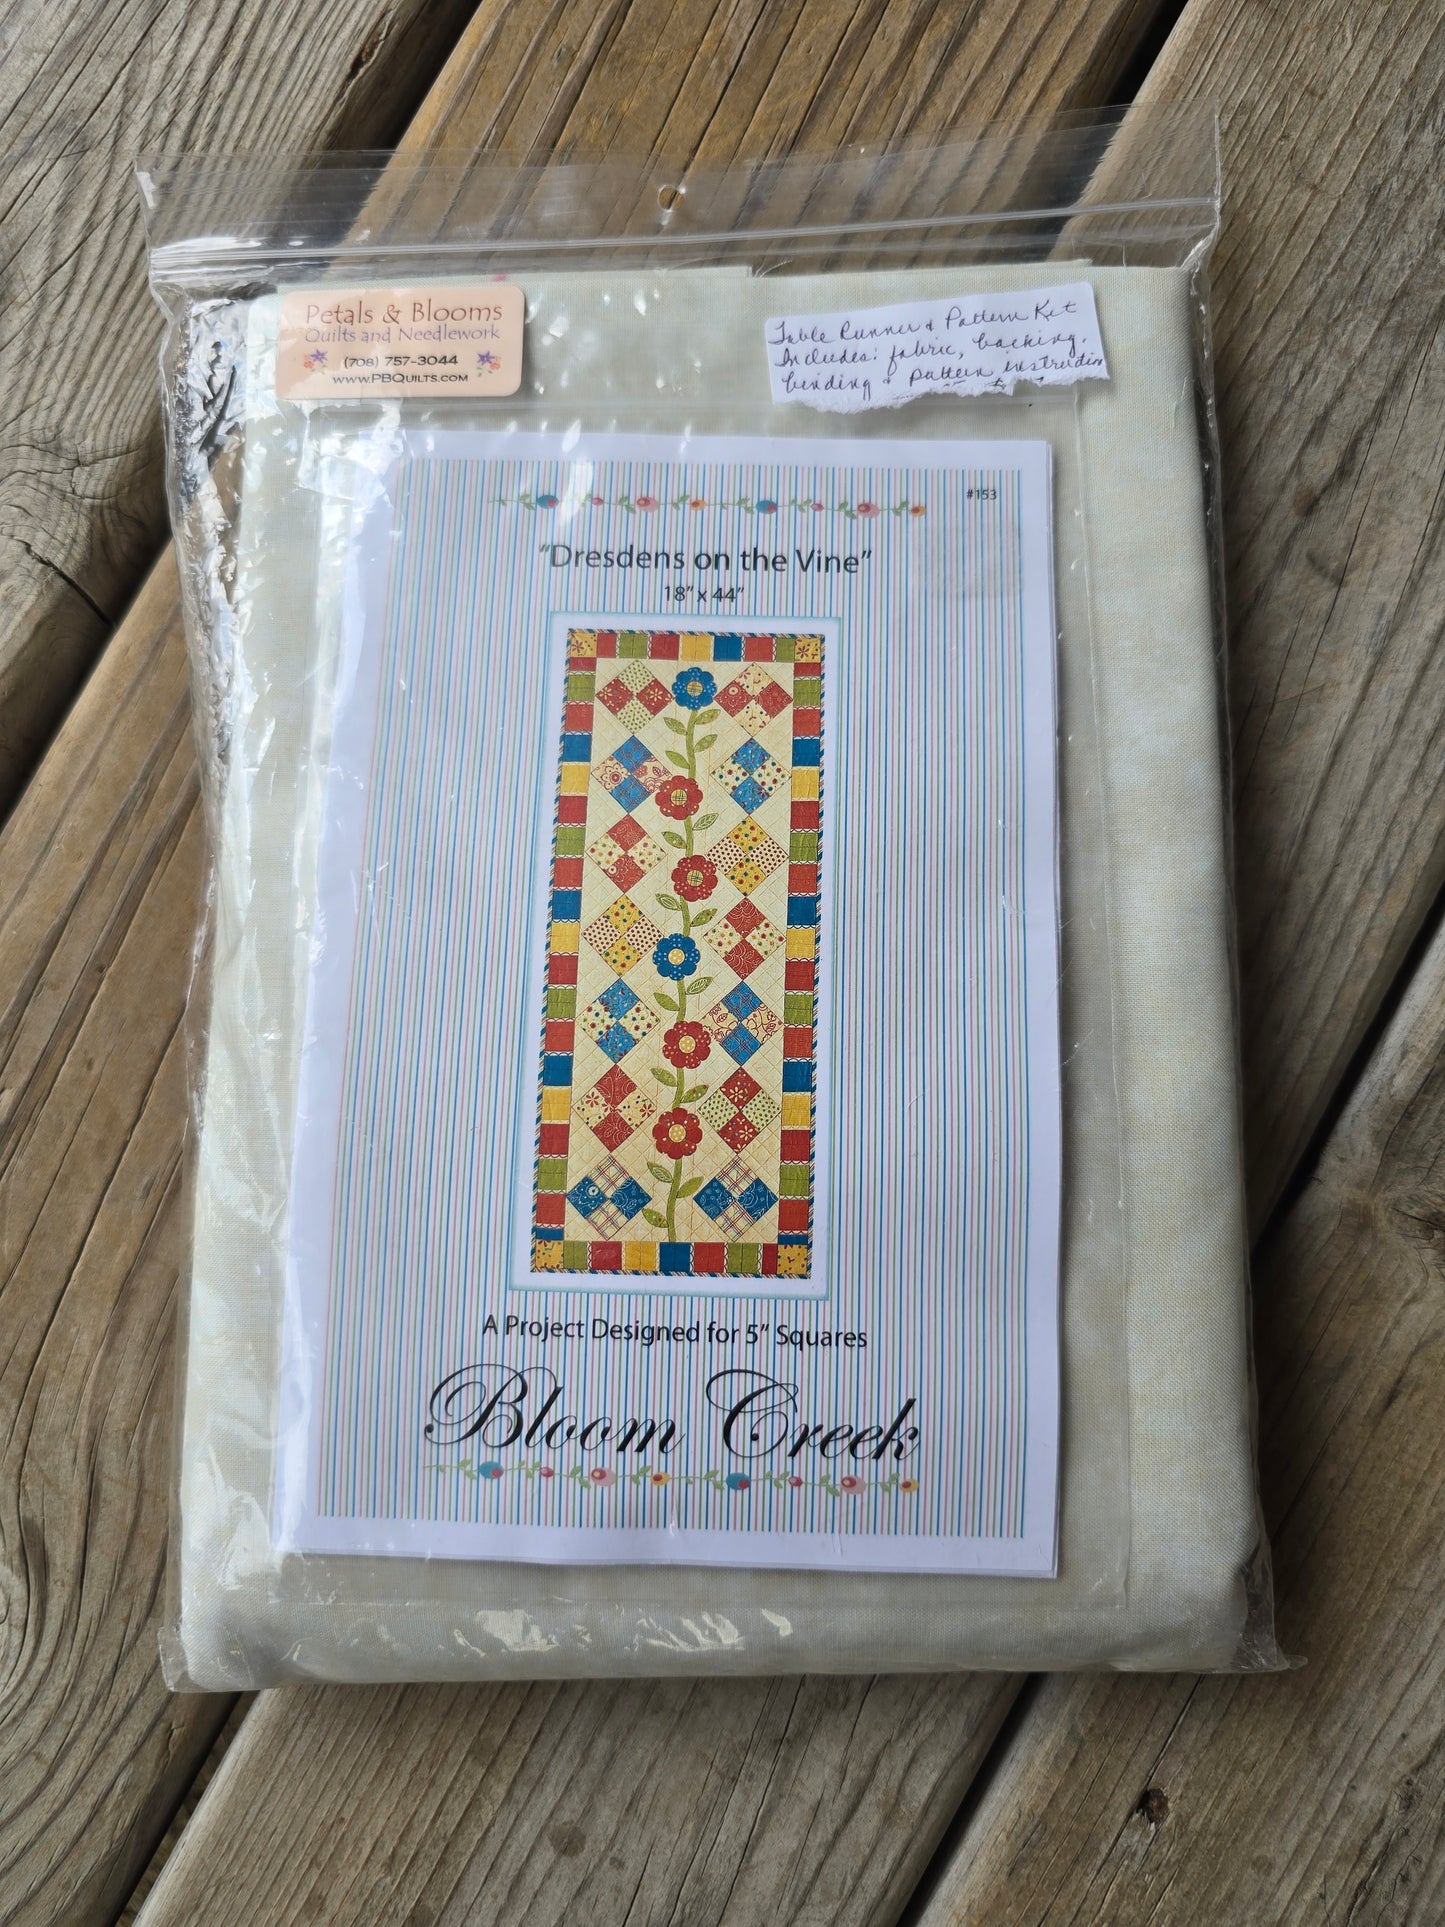 Petals & Blooms
Quilts and Needlework
(708) 757-3044
www.PBQuilts.com
Table Runner & Pattern Kit
Includes: fabric, backing,
binding & pattern instruction
#153
"Dresdens on the Vine"
18" x 44"
A Project Designed for 5" Squares
Bloom Creek